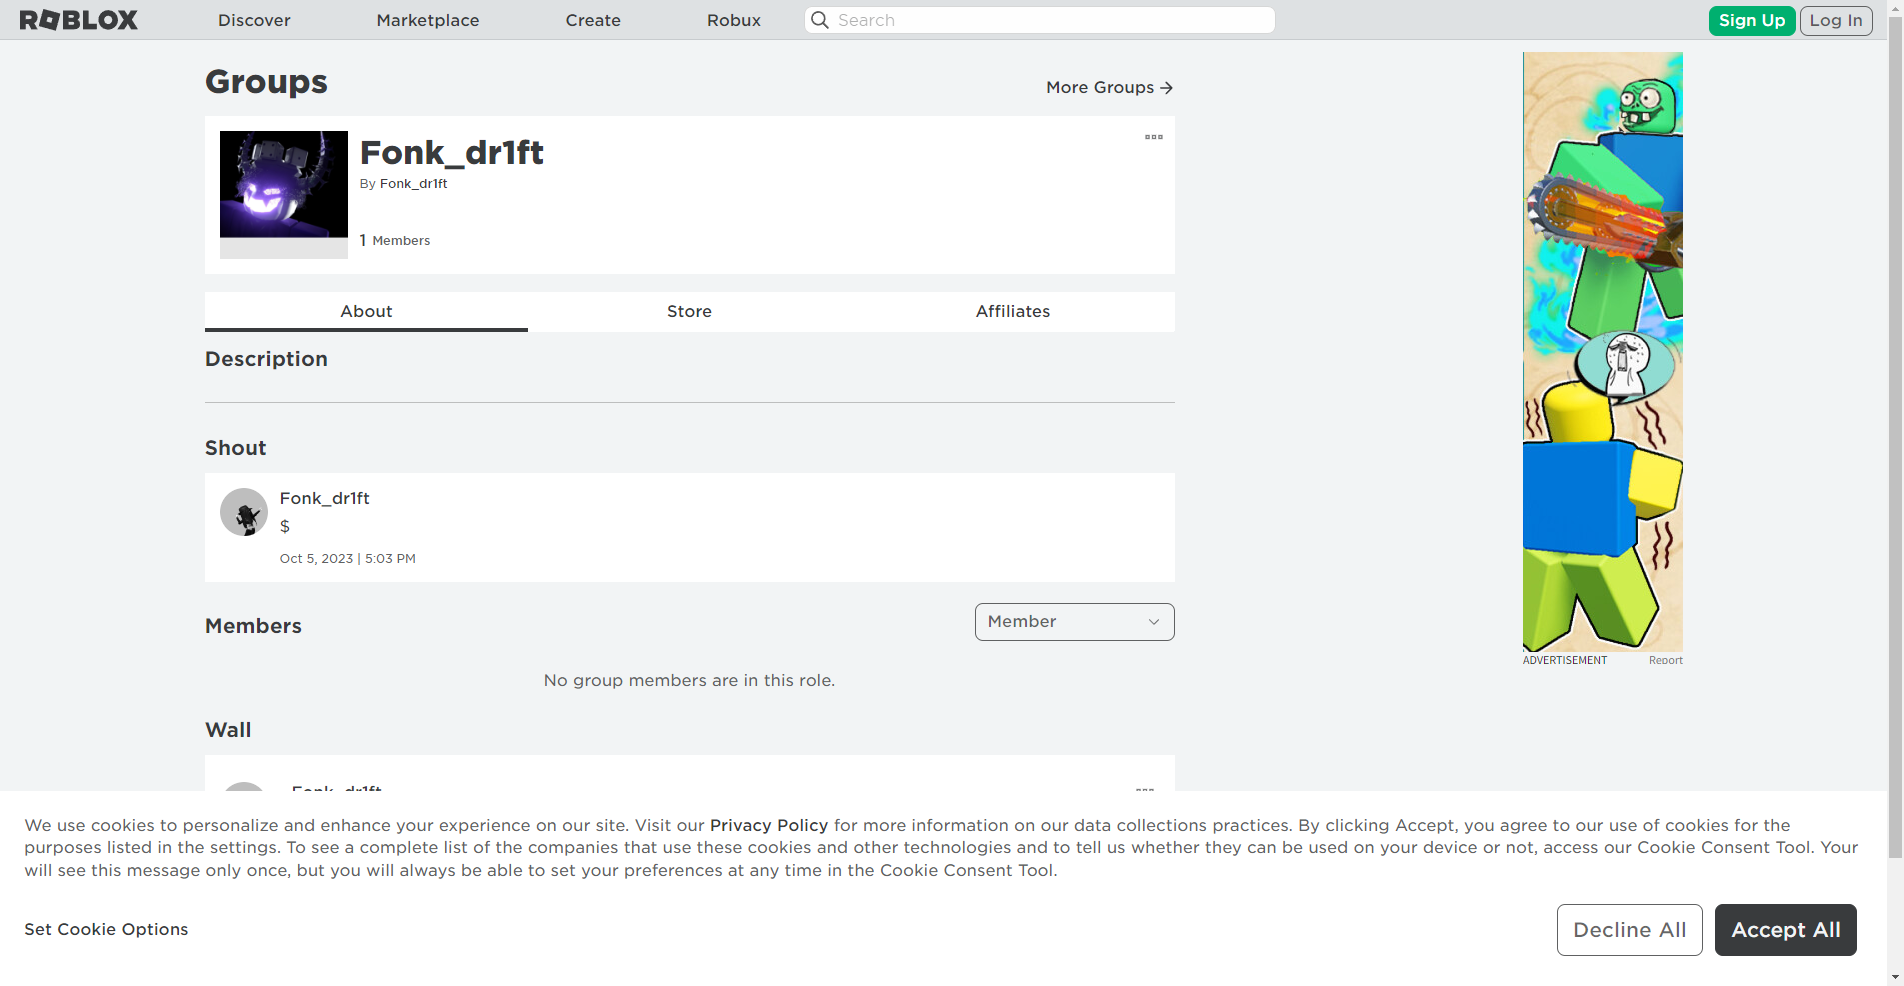 ROBLOX Discover Marketplace Create Robux Search Sign Up Log In
Groups
More Groups
Fonk_dr1ft
By Fonk_dr1ft
1 Members
About Store Affiliates
Description
Shout
Fonk_dr1ft
$
Oct 5, 2023 | 5:03 PM
Members
Member
No group members are in this role.
Wall
Fonk_dr1ft
ADVERTISEMENT Report
We use cookies to personalize and enhance your experience on our site. Visit our Privacy Policy for more information on our data collections practices. By clicking Accept, you agree to our use of cookies for the
purposes listed in the settings. To see a complete list of the companies that use these cookies and other technologies and to tell us whether they can be used on your device or not, access our Cookie Consent Tool. Your
will see this message only once, but you will always be able to set your preferences at any time in the Cookie Consent Tool.
Set Cookie Options
Decline All
Accept All